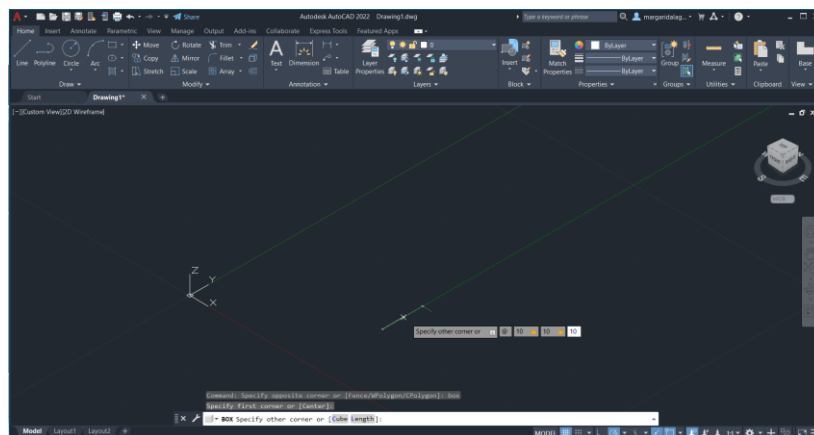 Share
Autodesk AutoCAD 2022 Drawing1.dwg
Type a keyword or phrase
margaridalag...
Home Insert Annotate Parametric View Manage Output Add-ins Collaborate Express Tools Featured Apps
Line Polyline Circle Arc
Move Rotate Trim
Copy Mirror Fillet
Stretch Scale Array
Text Dimension
Table
Layer Properties
0
Insert
Match Properties
ByLayer
ByLayer
ByLayer
Group
Measure
Paste
Base
Draw Modify Annotation Layers Block Properties Groups Utilities Clipboard View
Start Drawing1*
[−][Custom View][2D Wireframe]
S E
WCS
Z
Y
X
Specify other corner or @ 10 10 10
Command: Specify opposite corner or [Fence/WPolygon/CPolygon]: box
Specify first corner or [Center]:
BOX Specify other corner or [Cube Length]:
Model Layout1 Layout2 +
MODEL 1:1